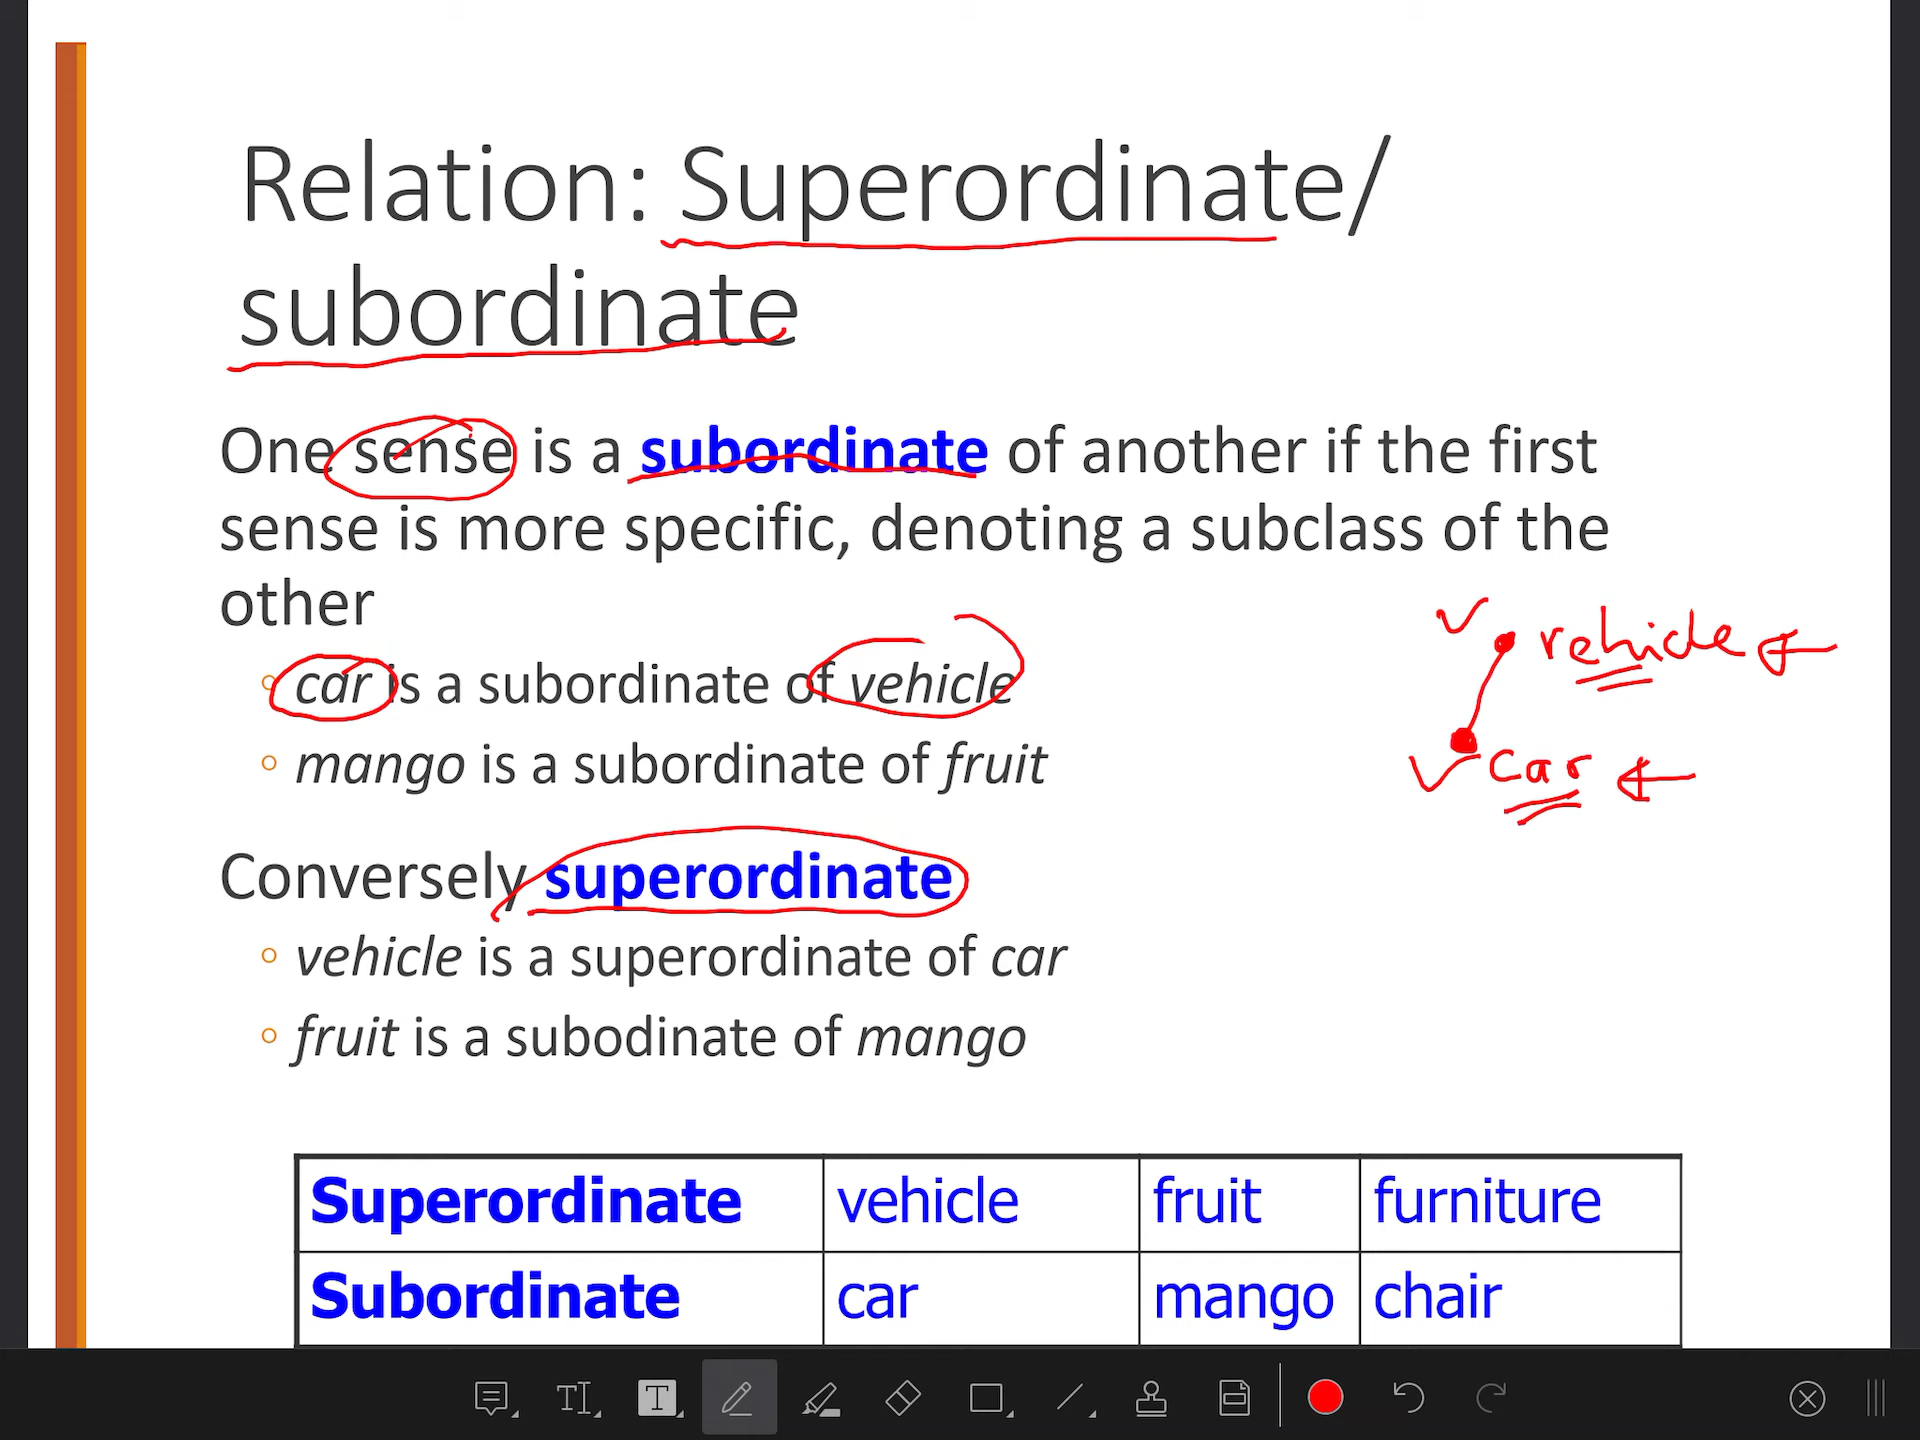 Relation: Superordinate/
subordinate
One sense is a subordinate of another if the first
sense is more specific, denoting a subclass of the
other
car is a subordinate of vehicle
mango is a subordinate of fruit
vehicle
car
Conversely superordinate
vehicle is a superordinate of car
fruit is a subodinate of mango
Superordinate vehicle fruit furniture
Subordinate car mango chair